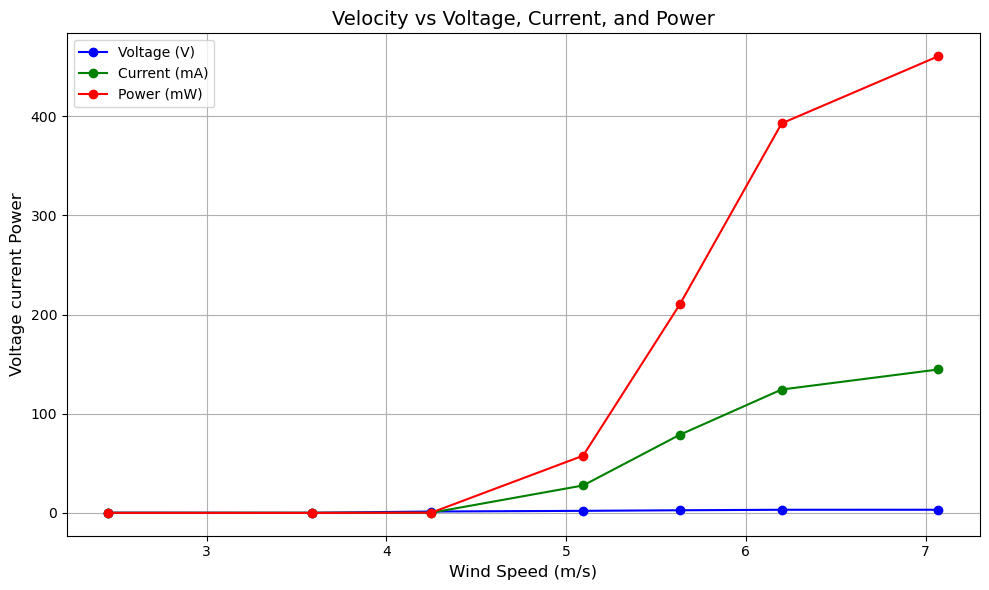 Velocity vs Voltage, Current, and Power
Voltage (V)
Current (mA)
Power (mW)
Voltage current Power
400
300
200
100
0
3
4
5
6
7
Wind Speed (m/s)